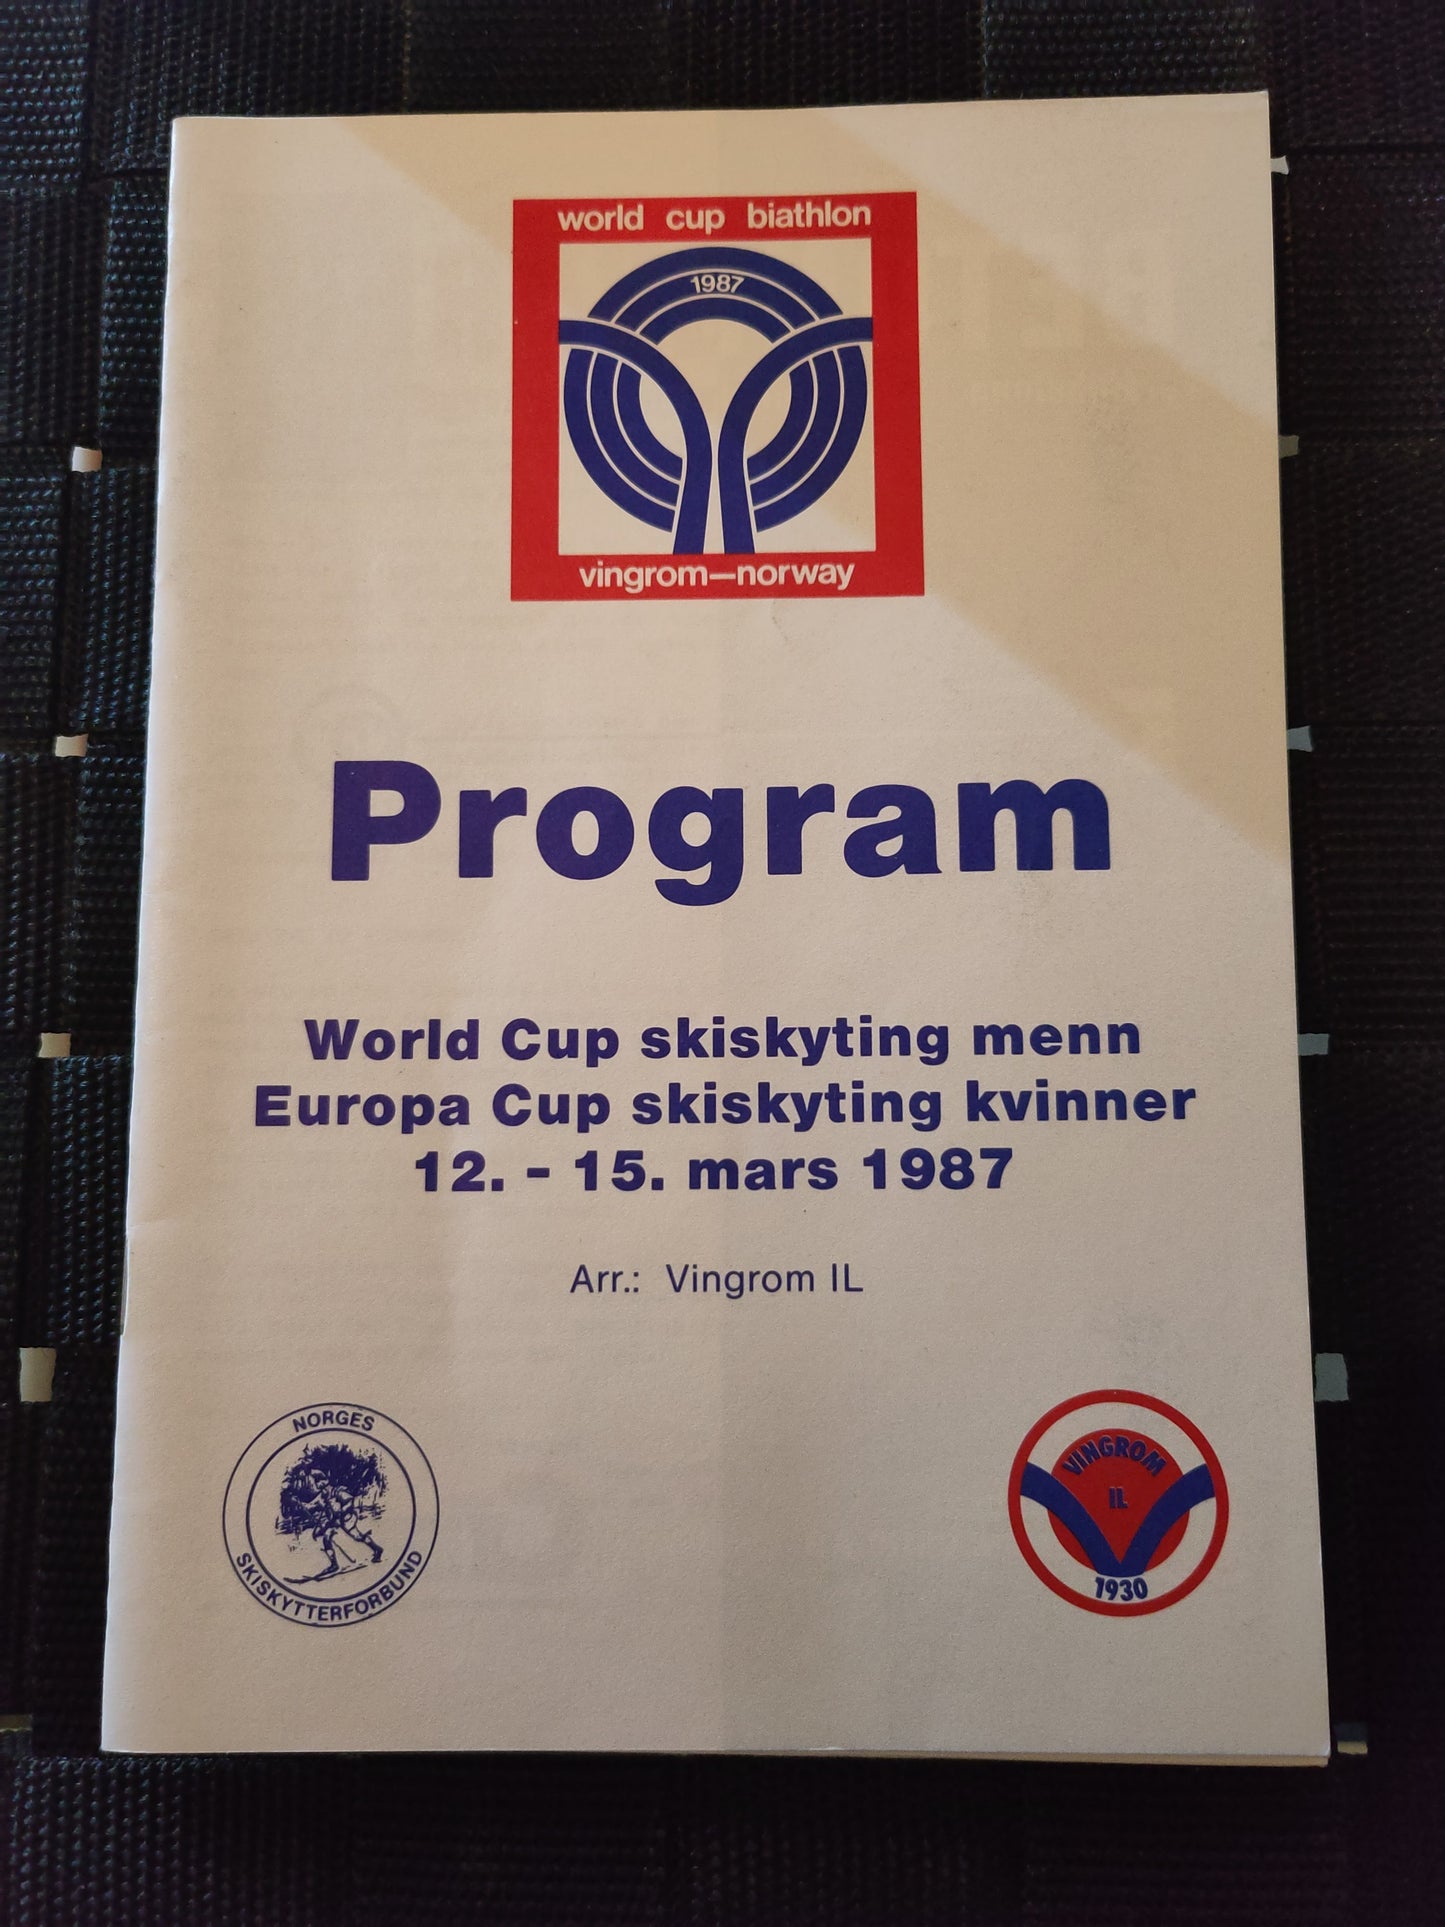 world cup biathlon
1987
vingrom—norway
Program
World Cup skiskyting menn
Europa Cup skiskyting kvinner
12. - 15. mars 1987
Arr.: Vingrom IL
NORGES
SKISKYTTERFORBUND
VINGROM
IL
1930